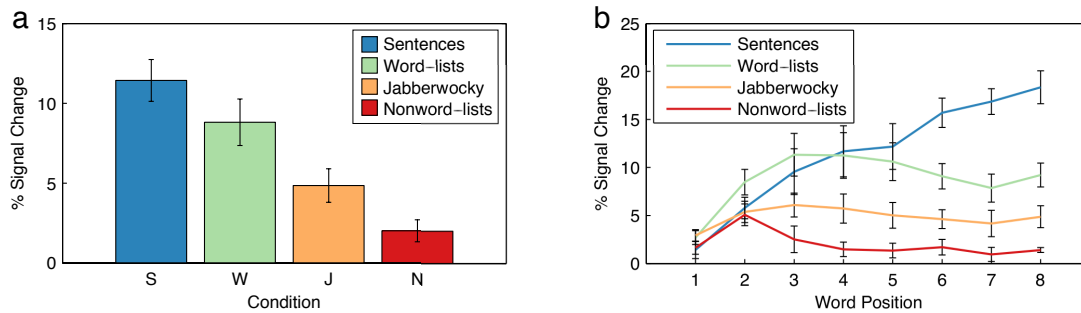 a
15
10
5
0
% Signal Change
Sentences
Word-lists
Jabberwocky
Nonword-lists
S W J N
Condition
b
25
20
15
10
5
0
% Signal Change
Sentences
Word-lists
Jabberwocky
Nonword-lists
1 2 3 4 5 6 7 8
Word Position